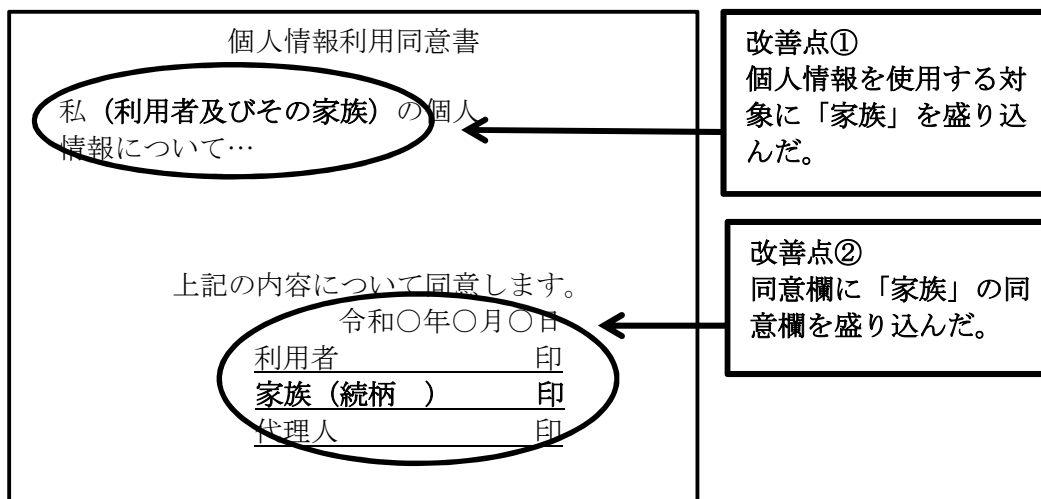 個人情報利用同意書
私（利用者及びその家族）の個人
情報について…
上記の内容について同意します。
令和〇年〇月〇日
利用者 印
家族（続柄　）　印
代理人 印
改善点①
個人情報を使用する対
象に「家族」を盛り込
んだ。
改善点②
同意欄に「家族」の同
意欄を盛り込んだ。